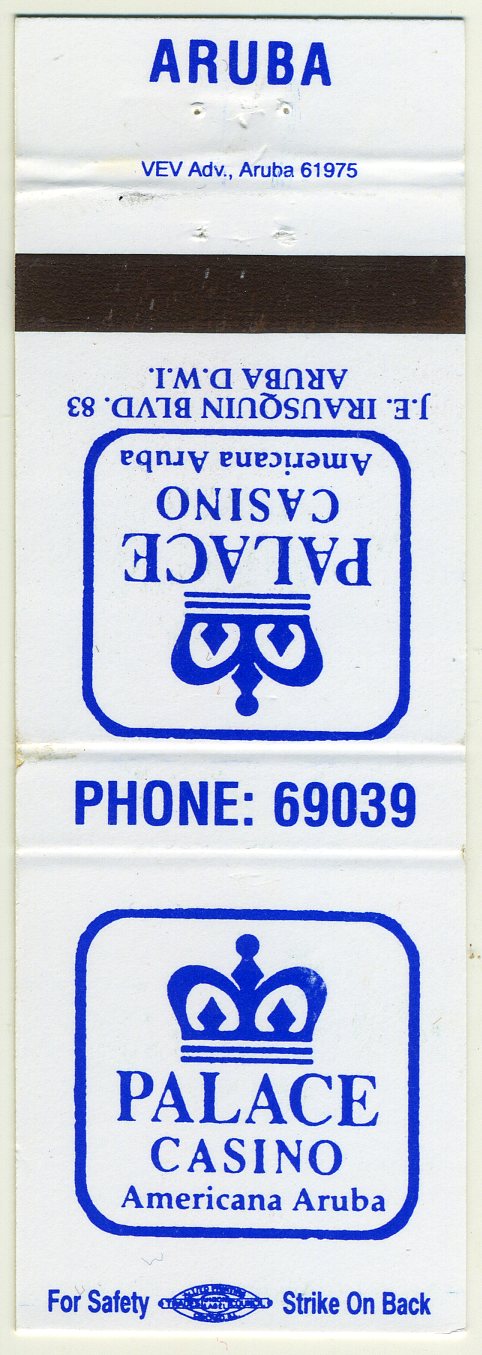 ARUBA
VEV Adv., Aruba 61975
J.E. IRAUSQUIN BLVD. 83
ARUBA D.W.I.
Americana Aruba
CASINO
PALACE
PHONE: 69039
PALACE
CASINO
Americana Aruba
For Safety Strike On Back